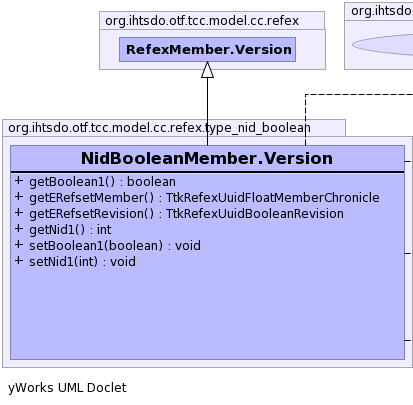 org.ihtsdo.otf.tcc.model.cc.refex
org.ihtsdo.
RefexMember.Version
org.ihtsdo.otf.tcc.model.cc.refex.type_nid_boolean
NidBooleanMember.Version
+ getBoolean1() : boolean
+ getERefsetMember() : TtkRefexUuidFloatMemberChronicle
+ getERefsetRevision() : TtkRefexUuidBooleanRevision
+ getNid1() : int
+ setBoolean1(boolean) : void
+ setNid1(int) : void
yWorks UML Doclet